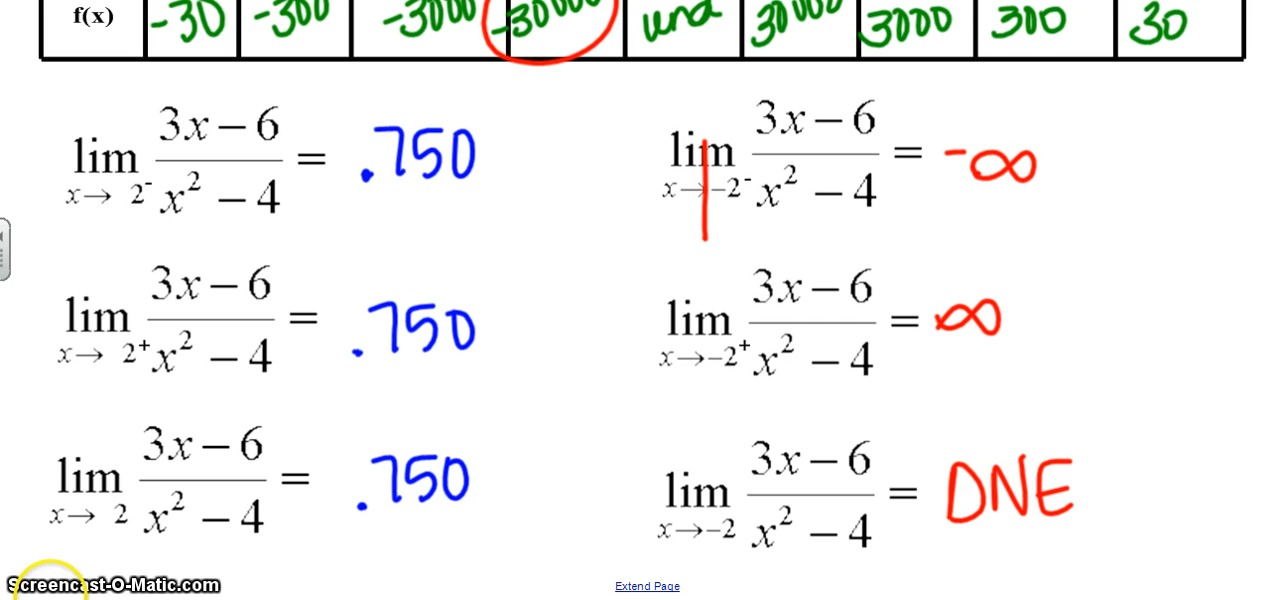 f(x) -30 -300 -3000 -30000 und 30000 3000 300 30
lim x→ 2⁻ 3x − 6 / x² − 4 = .750
lim x→−2⁻ 3x − 6 / x² − 4 = -∞
lim x→ 2⁺ 3x − 6 / x² − 4 = .750
lim x→−2⁺ 3x − 6 / x² − 4 = ∞
lim x→ 2 3x − 6 / x² − 4 = .750
lim x→−2 3x − 6 / x² − 4 = DNE
Screencast-O-Matic.com
Extend Page